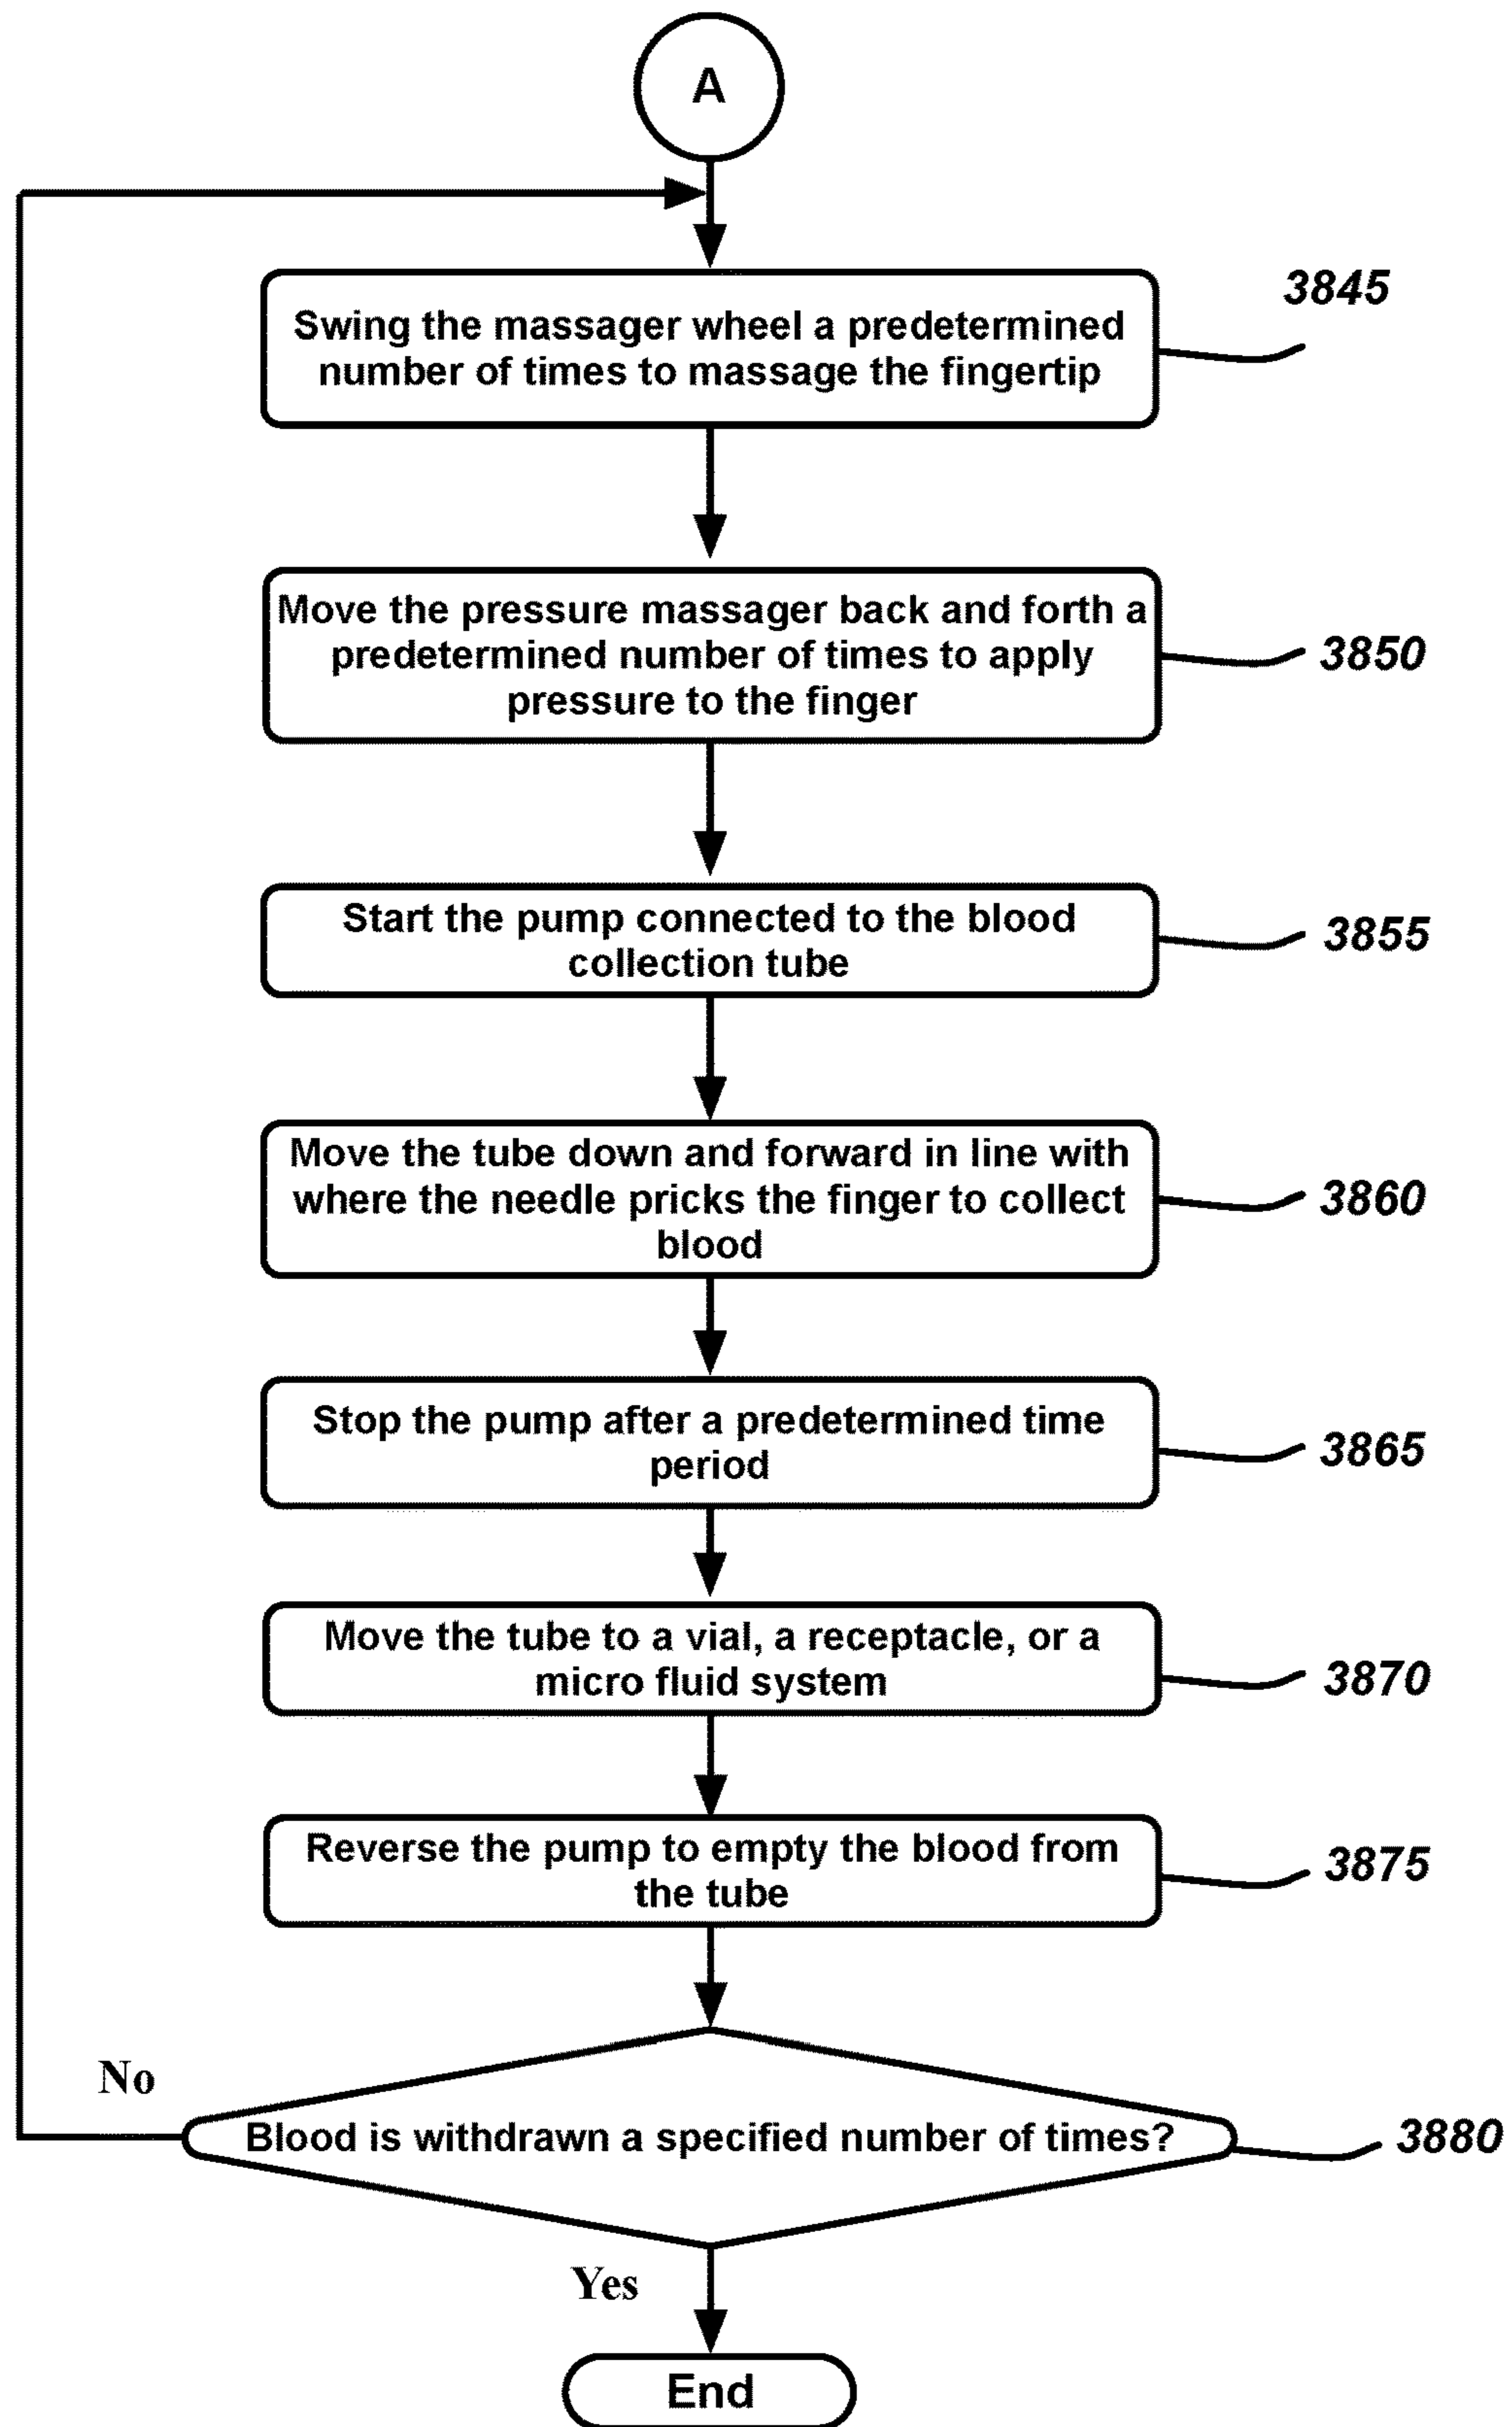 A
Swing the massager wheel a predetermined
number of times to massage the fingertip
3845
Move the pressure massager back and forth a
predetermined number of times to apply
pressure to the finger
3850
Start the pump connected to the blood
collection tube
3855
Move the tube down and forward in line with
where the needle pricks the finger to collect
blood
3860
Stop the pump after a predetermined time
period
3865
Move the tube to a vial, a receptacle, or a
micro fluid system
3870
Reverse the pump to empty the blood from
the tube
3875
No
Blood is withdrawn a specified number of times?
3880
Yes
End